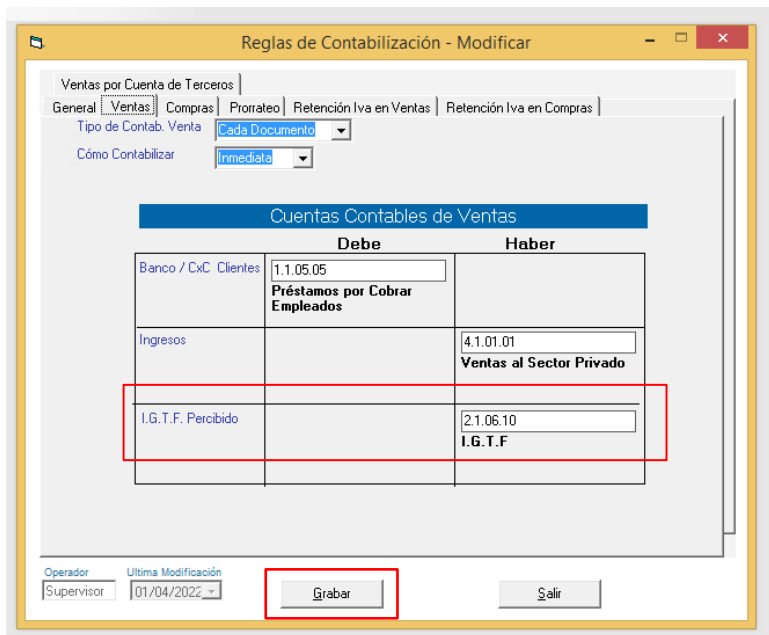 Reglas de Contabilización - Modificar
Ventas por Cuenta de Terceros
General Ventas Compras Prorrateo Retención Iva en Ventas Retención Iva en Compras
Tipo de Contab. Venta Cada Documento
Cómo Contabilizar Inmediata
Cuentas Contables de Ventas
Debe Haber
Banco / CxC Clientes 1.1.05.05
Préstamos por Cobrar
Empleados
Ingresos 4.1.01.01
Ventas al Sector Privado
I.G.T.F. Percibido 2.1.06.10
I.G.T.F
Operador Ultima Modificación
Supervisor 01/04/2022 Grabar Salir